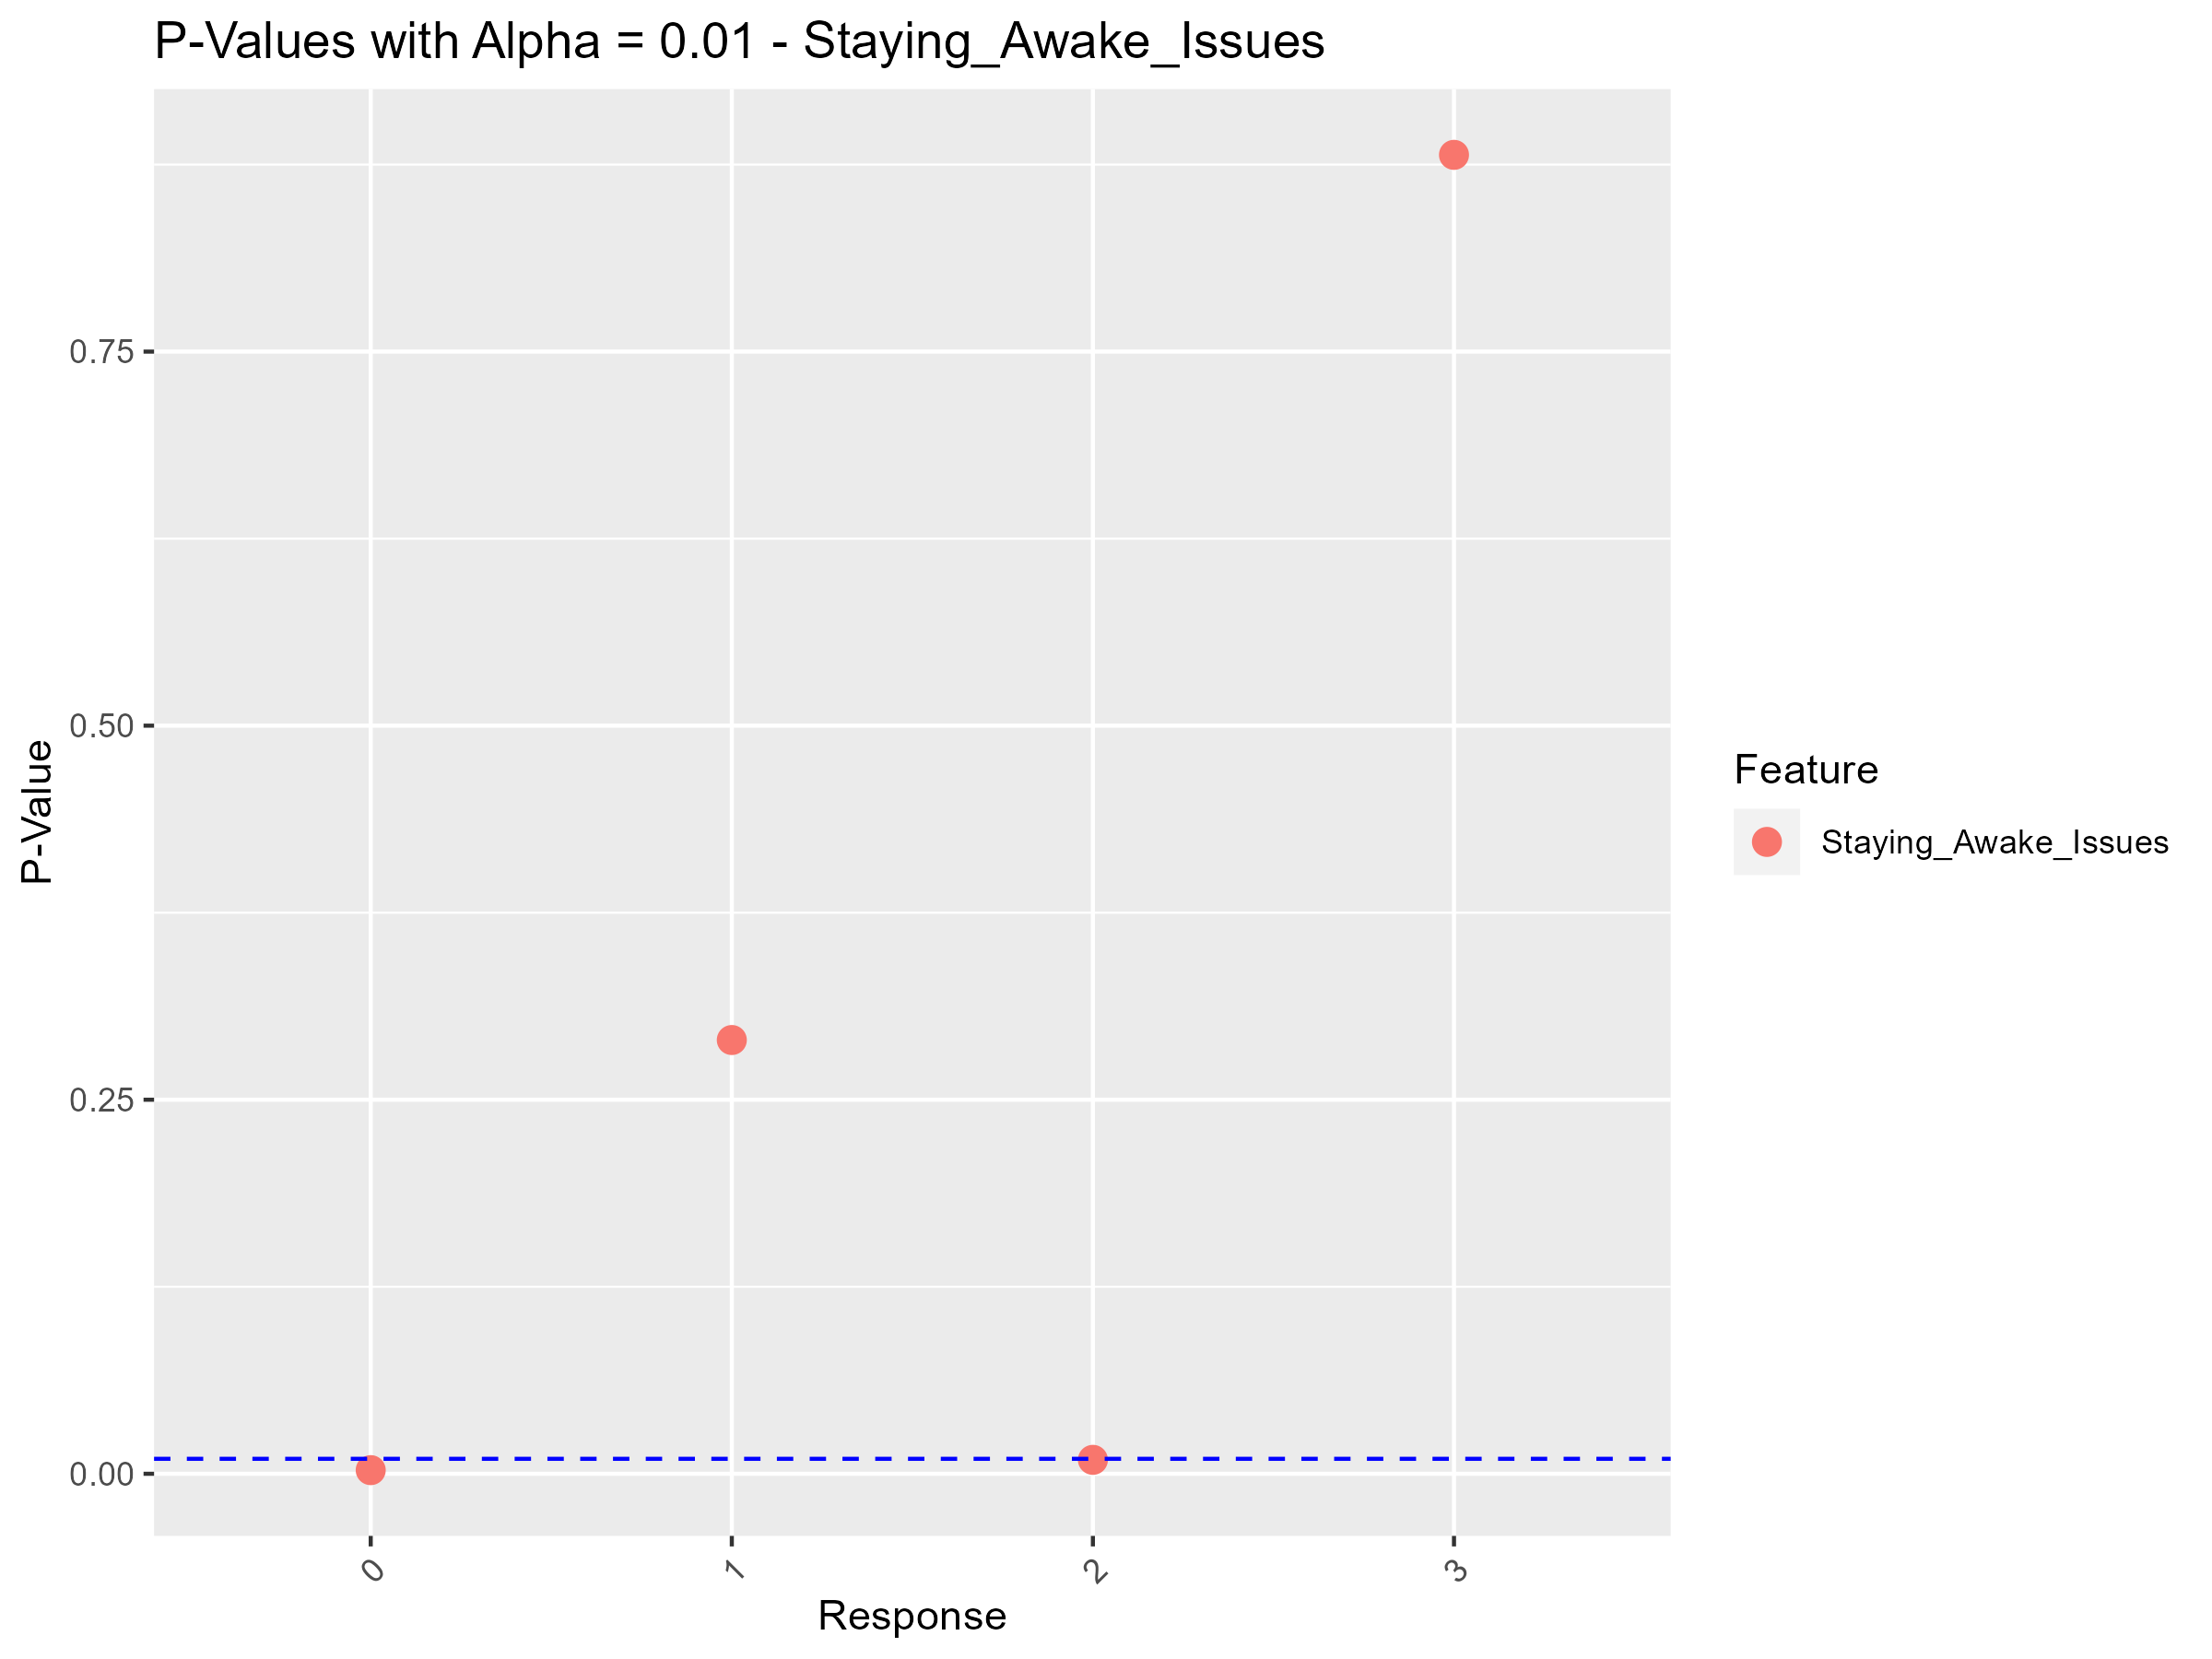 P-Values with Alpha = 0.01 - Staying_Awake_Issues
P-Value
0.75
0.50
0.25
0.00
0
1
2
3
Response
Feature
Staying_Awake_Issues